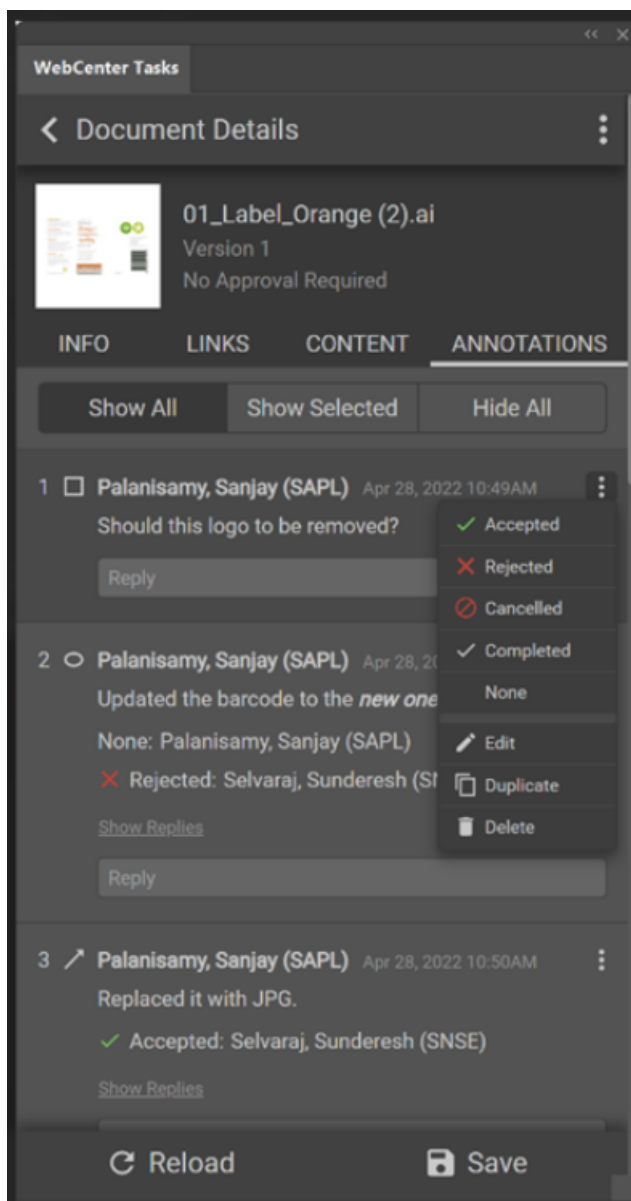 WebCenter Tasks
Document Details
01_Label_Orange (2).ai
Version 1
No Approval Required
INFO LINKS CONTENT ANNOTATIONS
Show All Show Selected Hide All
1 Palanisamy, Sanjay (SAPL) Apr 28, 2022 10:49AM
Should this logo to be removed?
Reply
Accepted
Rejected
Cancelled
Completed
None
Edit
Duplicate
Delete
2 Palanisamy, Sanjay (SAPL) Apr 28, 20
Updated the barcode to the new one
None: Palanisamy, Sanjay (SAPL)
Rejected: Selvaraj, Sunderesh (SN
Show Replies
Reply
3 Palanisamy, Sanjay (SAPL) Apr 28, 2022 10:50AM
Replaced it with JPG.
Accepted: Selvaraj, Sunderesh (SNSE)
Show Replies
Reload Save